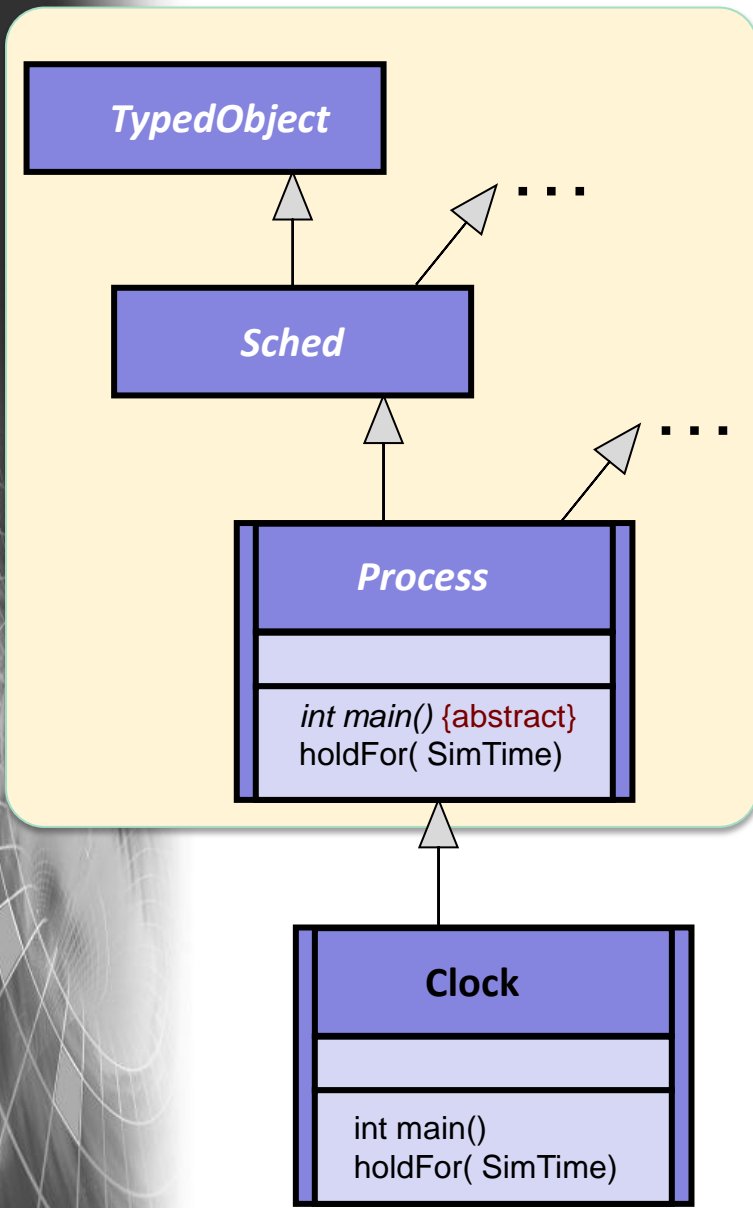 TypedObject
. . .
Sched
. . .
Process
int main() {abstract}
holdFor( SimTime)
Clock
int main()
holdFor( SimTime)